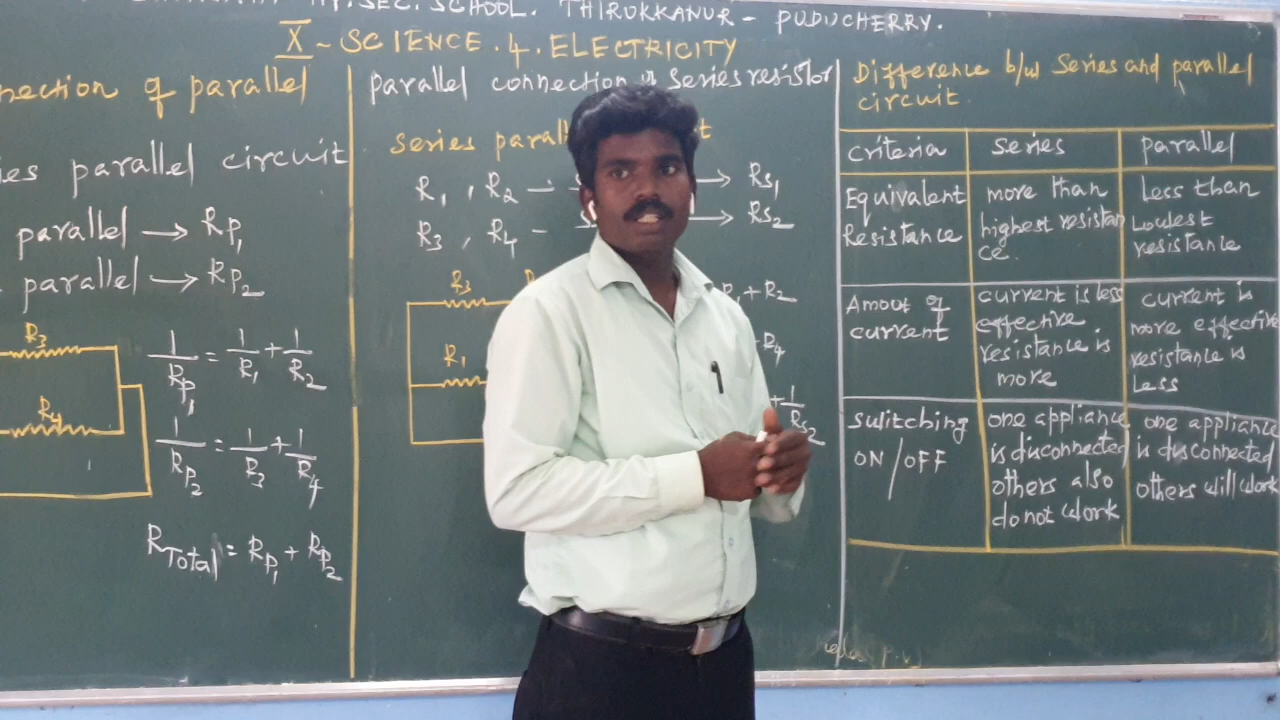 SEC. SCHOOL. THIRUKKANUR - PUDUCHERRY.
X - SCIENCE. 4. ELECTRICITY
nection of parallel
ies parallel circuit
parallel → RP1
parallel → RP2
R3
R4
1/RP1 = 1/R1 + 1/R2
1/RP2 = 1/R3 + 1/R4
RTotal = RP1 + RP2
parallel connection of series resistor
series paral
R1, R2 - → RS1
R3, R4 - → RS2
R3
R1
+ R2
R4
+ 1/RS2
Difference b/w Series and parallel
circuit.
criteria series parallel
Equivalent
Resistance
more than
highest resistan
ce.
Less than
Lowest
resistance
Amout of
current
current is less
effective
resistance is
more
current is
more effective
resistance is
less
switching
ON/OFF
one appliance
is disconnected
others also
do not work
one appliance
is disconnected
others will work